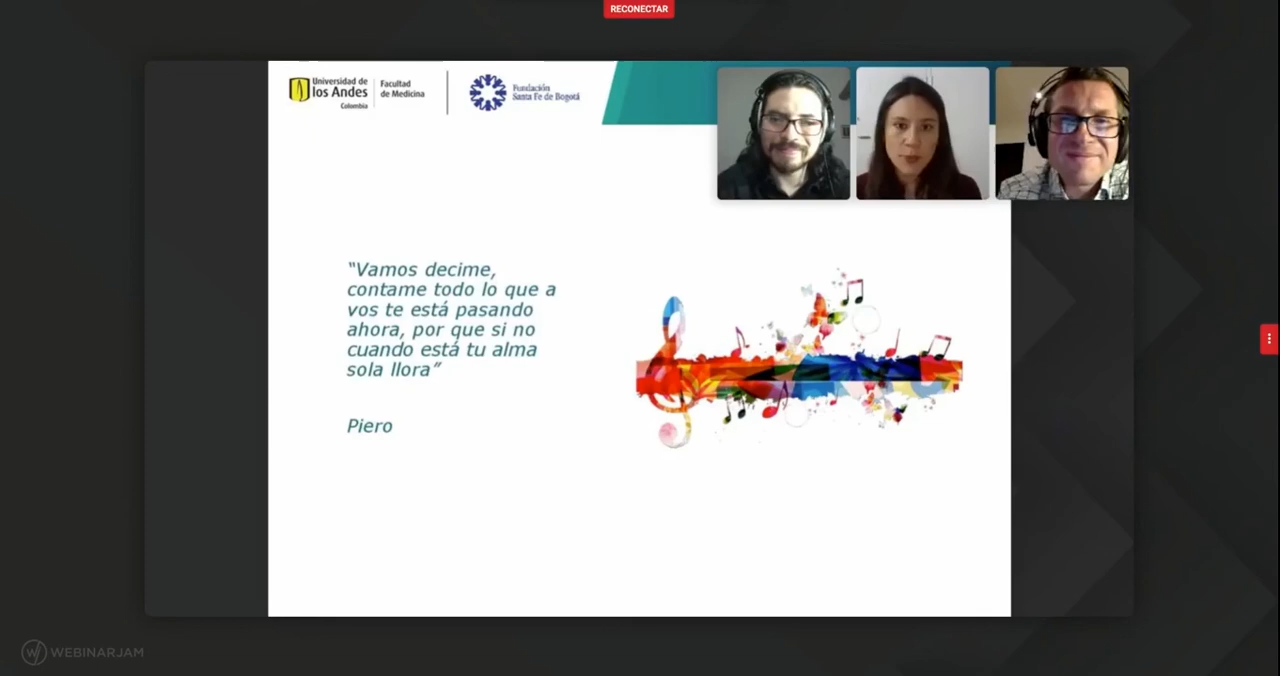 RECONECTAR
Universidad de
los Andes
Colombia
Facultad
de Medicina
Fundación
Santa Fe de Bogotá
“Vamos decime,
contame todo lo que a
vos te está pasando
ahora, por que si no
cuando está tu alma
sola llora”
Piero
WEBINARJAM